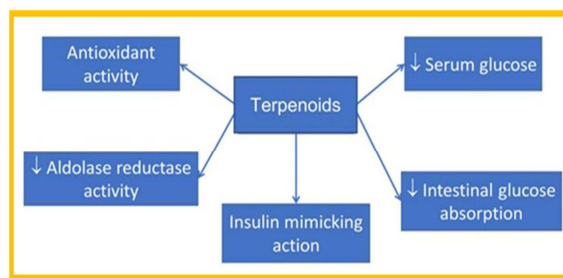 Antioxidant
activity
↓ Serum glucose
Terpenoids
↓ Aldolase reductase
activity
Insulin mimicking
action
↓ Intestinal glucose
absorption